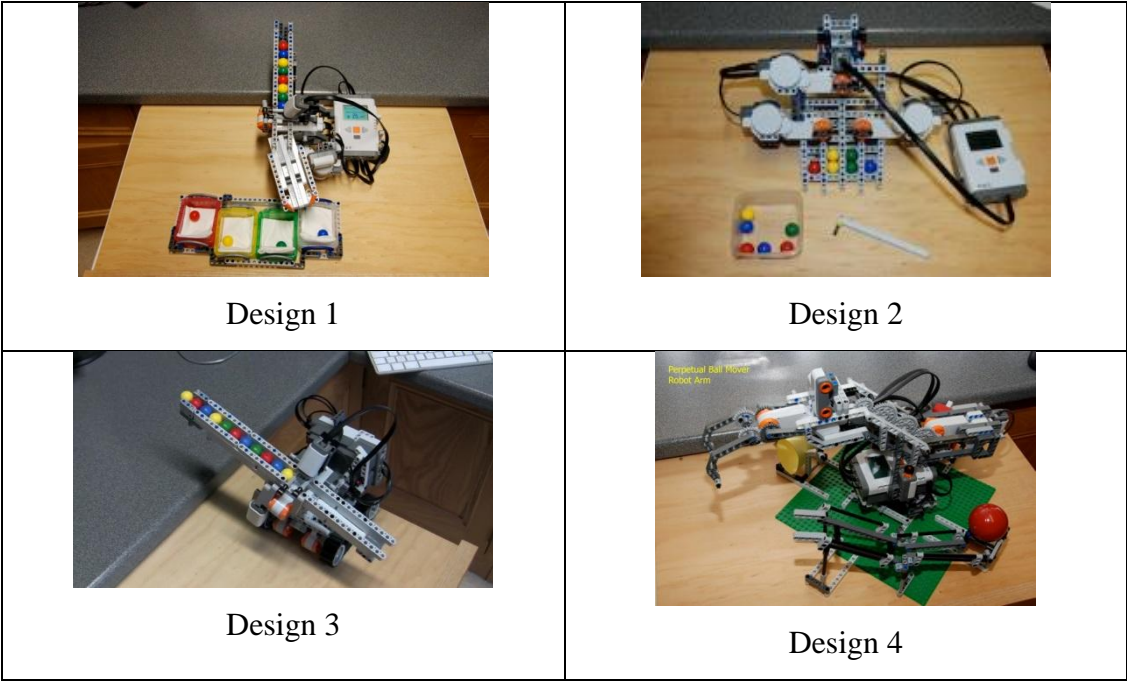 Design 1
Design 2
Perpetual Ball Mover
Robot Arm
Design 3
Design 4